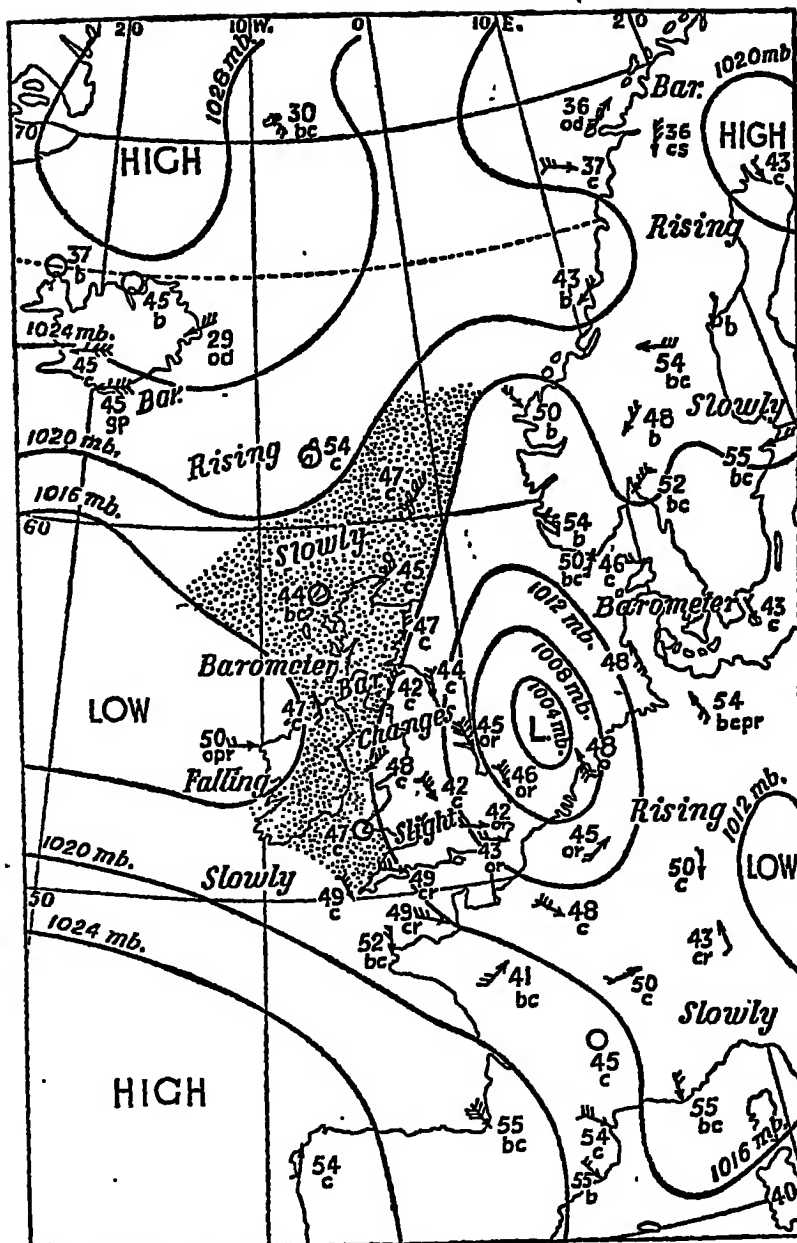 20
10 W.
0
10 E.
20
1028 mb.
30
bc
36
od
Bar.
1020 mb.
70
HIGH
36
cs
HIGH
43
c
37
c
Rising
37
b
45
b
43
b
b
1024 mb.
45
c
29
od
54
bc
45
gp
Bar.
50
b
48
b
Slowly
1020 mb.
Rising
54
c
47
c
52
bc
55
bc
1016 mb.
60
Slowly
54
b
50
bc
46
c
44
bc
45
1012 mb.
Barometer
43
c
47
c
Barometer
Bar.
44
c
42
c
1008 mb.
48
LOW
47
c
Changes
1004 mb.
54
bcpr
50
opr
45
or
L.
48
o
Falling
48
c
42
c
46
or
Rising
1012 mb.
47
c
Slight
42
or
45
or
1020 mb.
Slowly
43
or
50
c
LOW
50
49
c
49
cr
1024 mb.
49
cr
48
c
43
cr
52
bc
41
bc
50
c
Slowly
45
c
HIGH
55
bc
54
c
55
bc
54
c
55
b
1016 mb.
40